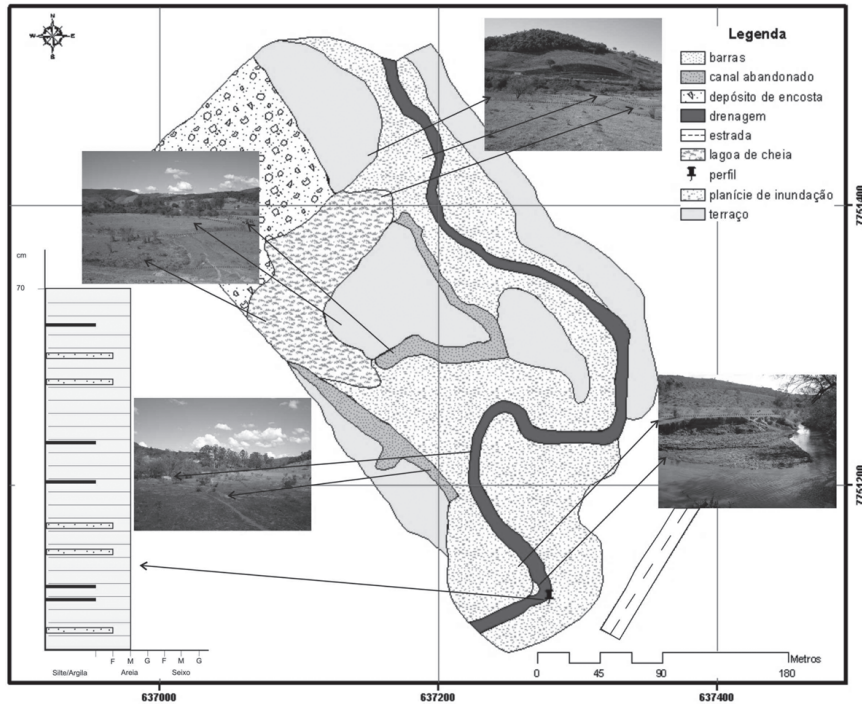 N
W E
S
Legenda
barras
canal abandonado
depósito de encosta
drenagem
estrada
lagoa de cheia
perfil
planície de inundação
terraço
7751400
7751200
cm
70
F M G F M G
Silte/Argila Areia Seixo
Metros
0 45 90 180
637000 637200 637400